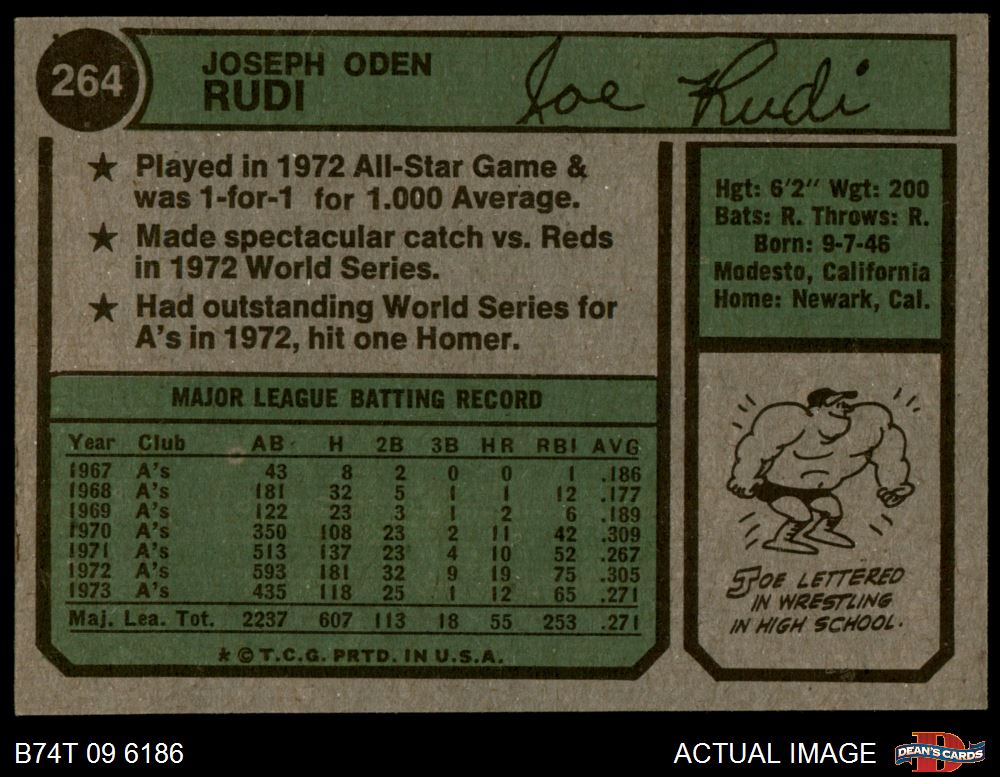 264
JOSEPH ODEN
RUDI
Joe Rudi
★ Played in 1972 All-Star Game &
was 1-for-1 for 1.000 Average.
★ Made spectacular catch vs. Reds
in 1972 World Series.
★ Had outstanding World Series for
A's in 1972, hit one Homer.
Hgt: 6'2" Wgt: 200
Bats: R. Throws: R.
Born: 9-7-46
Modesto, California
Home: Newark, Cal.
MAJOR LEAGUE BATTING RECORD
Year Club AB H 2B 3B HR RBI AVG
1967 A's 43 8 2 0 0 1 .186
1968 A's 181 32 5 1 1 12 .177
1969 A's 122 23 3 1 2 6 .189
1970 A's 350 108 23 2 11 42 .309
1971 A's 513 137 23 4 10 52 .267
1972 A's 593 181 32 9 19 75 .305
1973 A's 435 118 25 1 12 65 .271
Maj. Lea. Tot. 2237 607 113 18 55 253 .271
JOE LETTERED
IN WRESTLING
IN HIGH SCHOOL.
★ © T.C.G. PRTD. IN U.S.A.
B74T 09 6186
ACTUAL IMAGE
DEAN'S CARDS